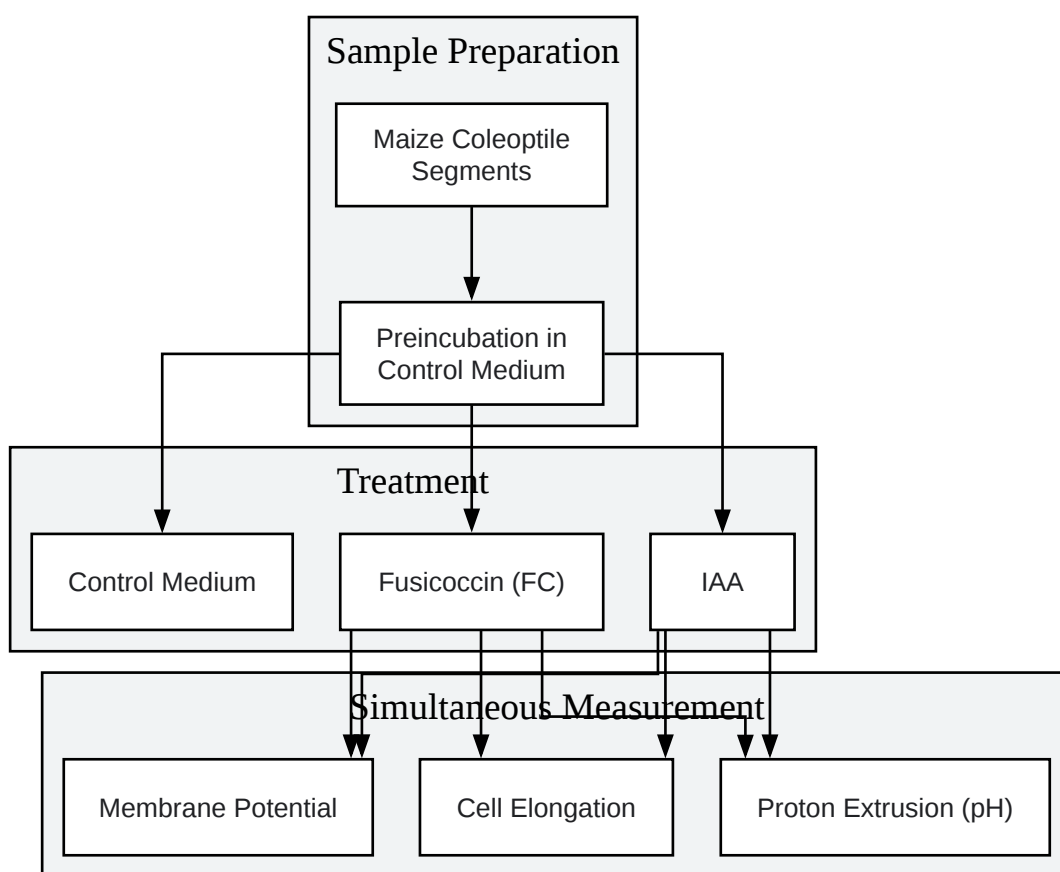 Sample Preparation
Maize Coleoptile
Segments
Preincubation in
Control Medium
Treatment
Control Medium
Fusicoccin (FC)
IAA
Simultaneous Measurement
Membrane Potential
Cell Elongation
Proton Extrusion (pH)